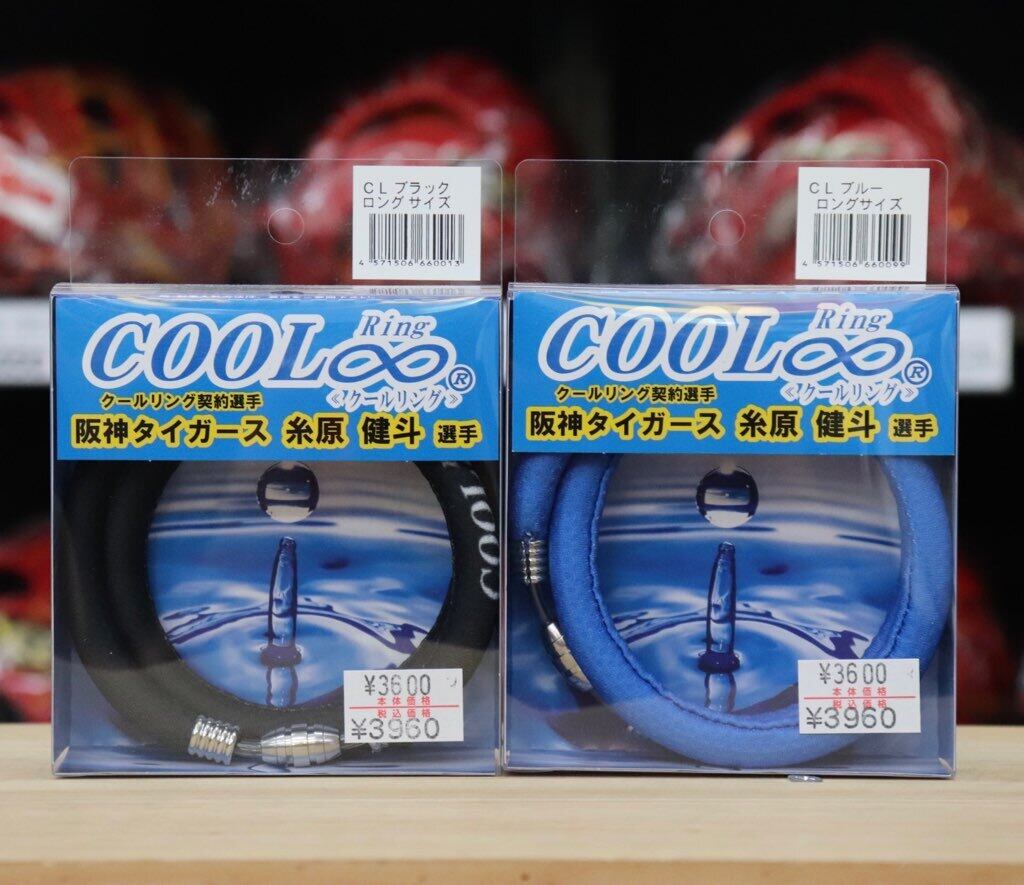 CL ブラック
ロングサイズ
4 571506 660013
COOL∞®
Ring
《クールリング》
クールリング契約選手
阪神タイガース 糸原 健斗 選手
COOL
¥3600
本体価格
税込価格
¥3960
CL ブルー
ロングサイズ
4 571506 660099
COOL∞®
Ring
《クールリング》
クールリング契約選手
阪神タイガース 糸原 健斗 選手
¥3600
本体価格
税込価格
¥3960